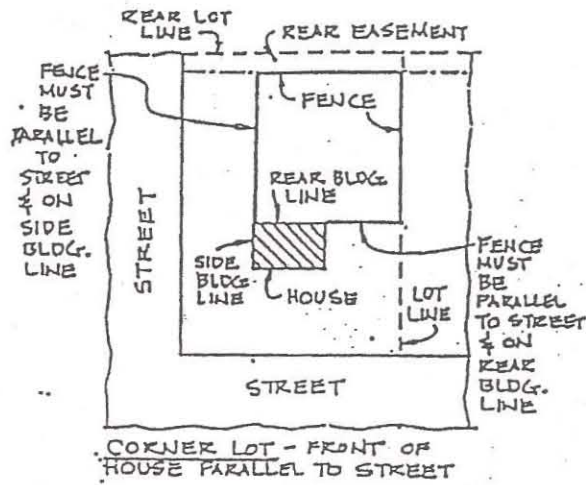 REAR LOT
LINE
REAR EASEMENT
FENCE
MUST
BE
PARALLEL
TO
STREET
& ON
SIDE
BLDG.
LINE
FENCE
REAR BLDG
LINE
STREET
SIDE
BLDG.
LINE
HOUSE
LOT
LINE
FENCE
MUST
BE
PARALLEL
TO STREET
& ON
REAR
BLDG.
LINE
STREET
CORNER LOT - FRONT OF
HOUSE PARALLEL TO STREET